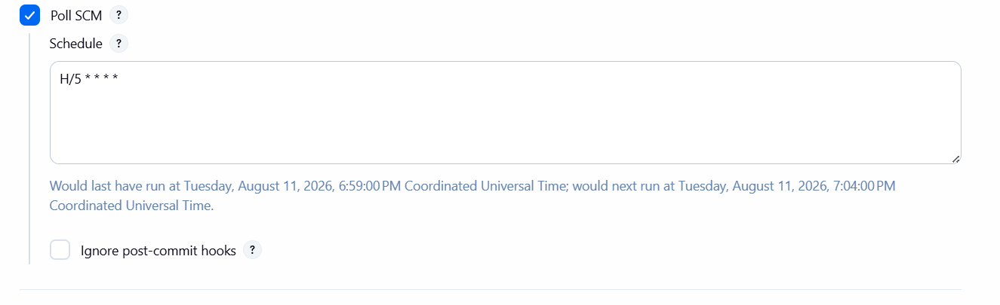 Poll SCM ?
Schedule ?
H/5 * * * *
Would last have run at Tuesday, August 11, 2026, 6:59:00 PM Coordinated Universal Time; would next run at Tuesday, August 11, 2026, 7:04:00 PM
Coordinated Universal Time.
Ignore post-commit hooks ?